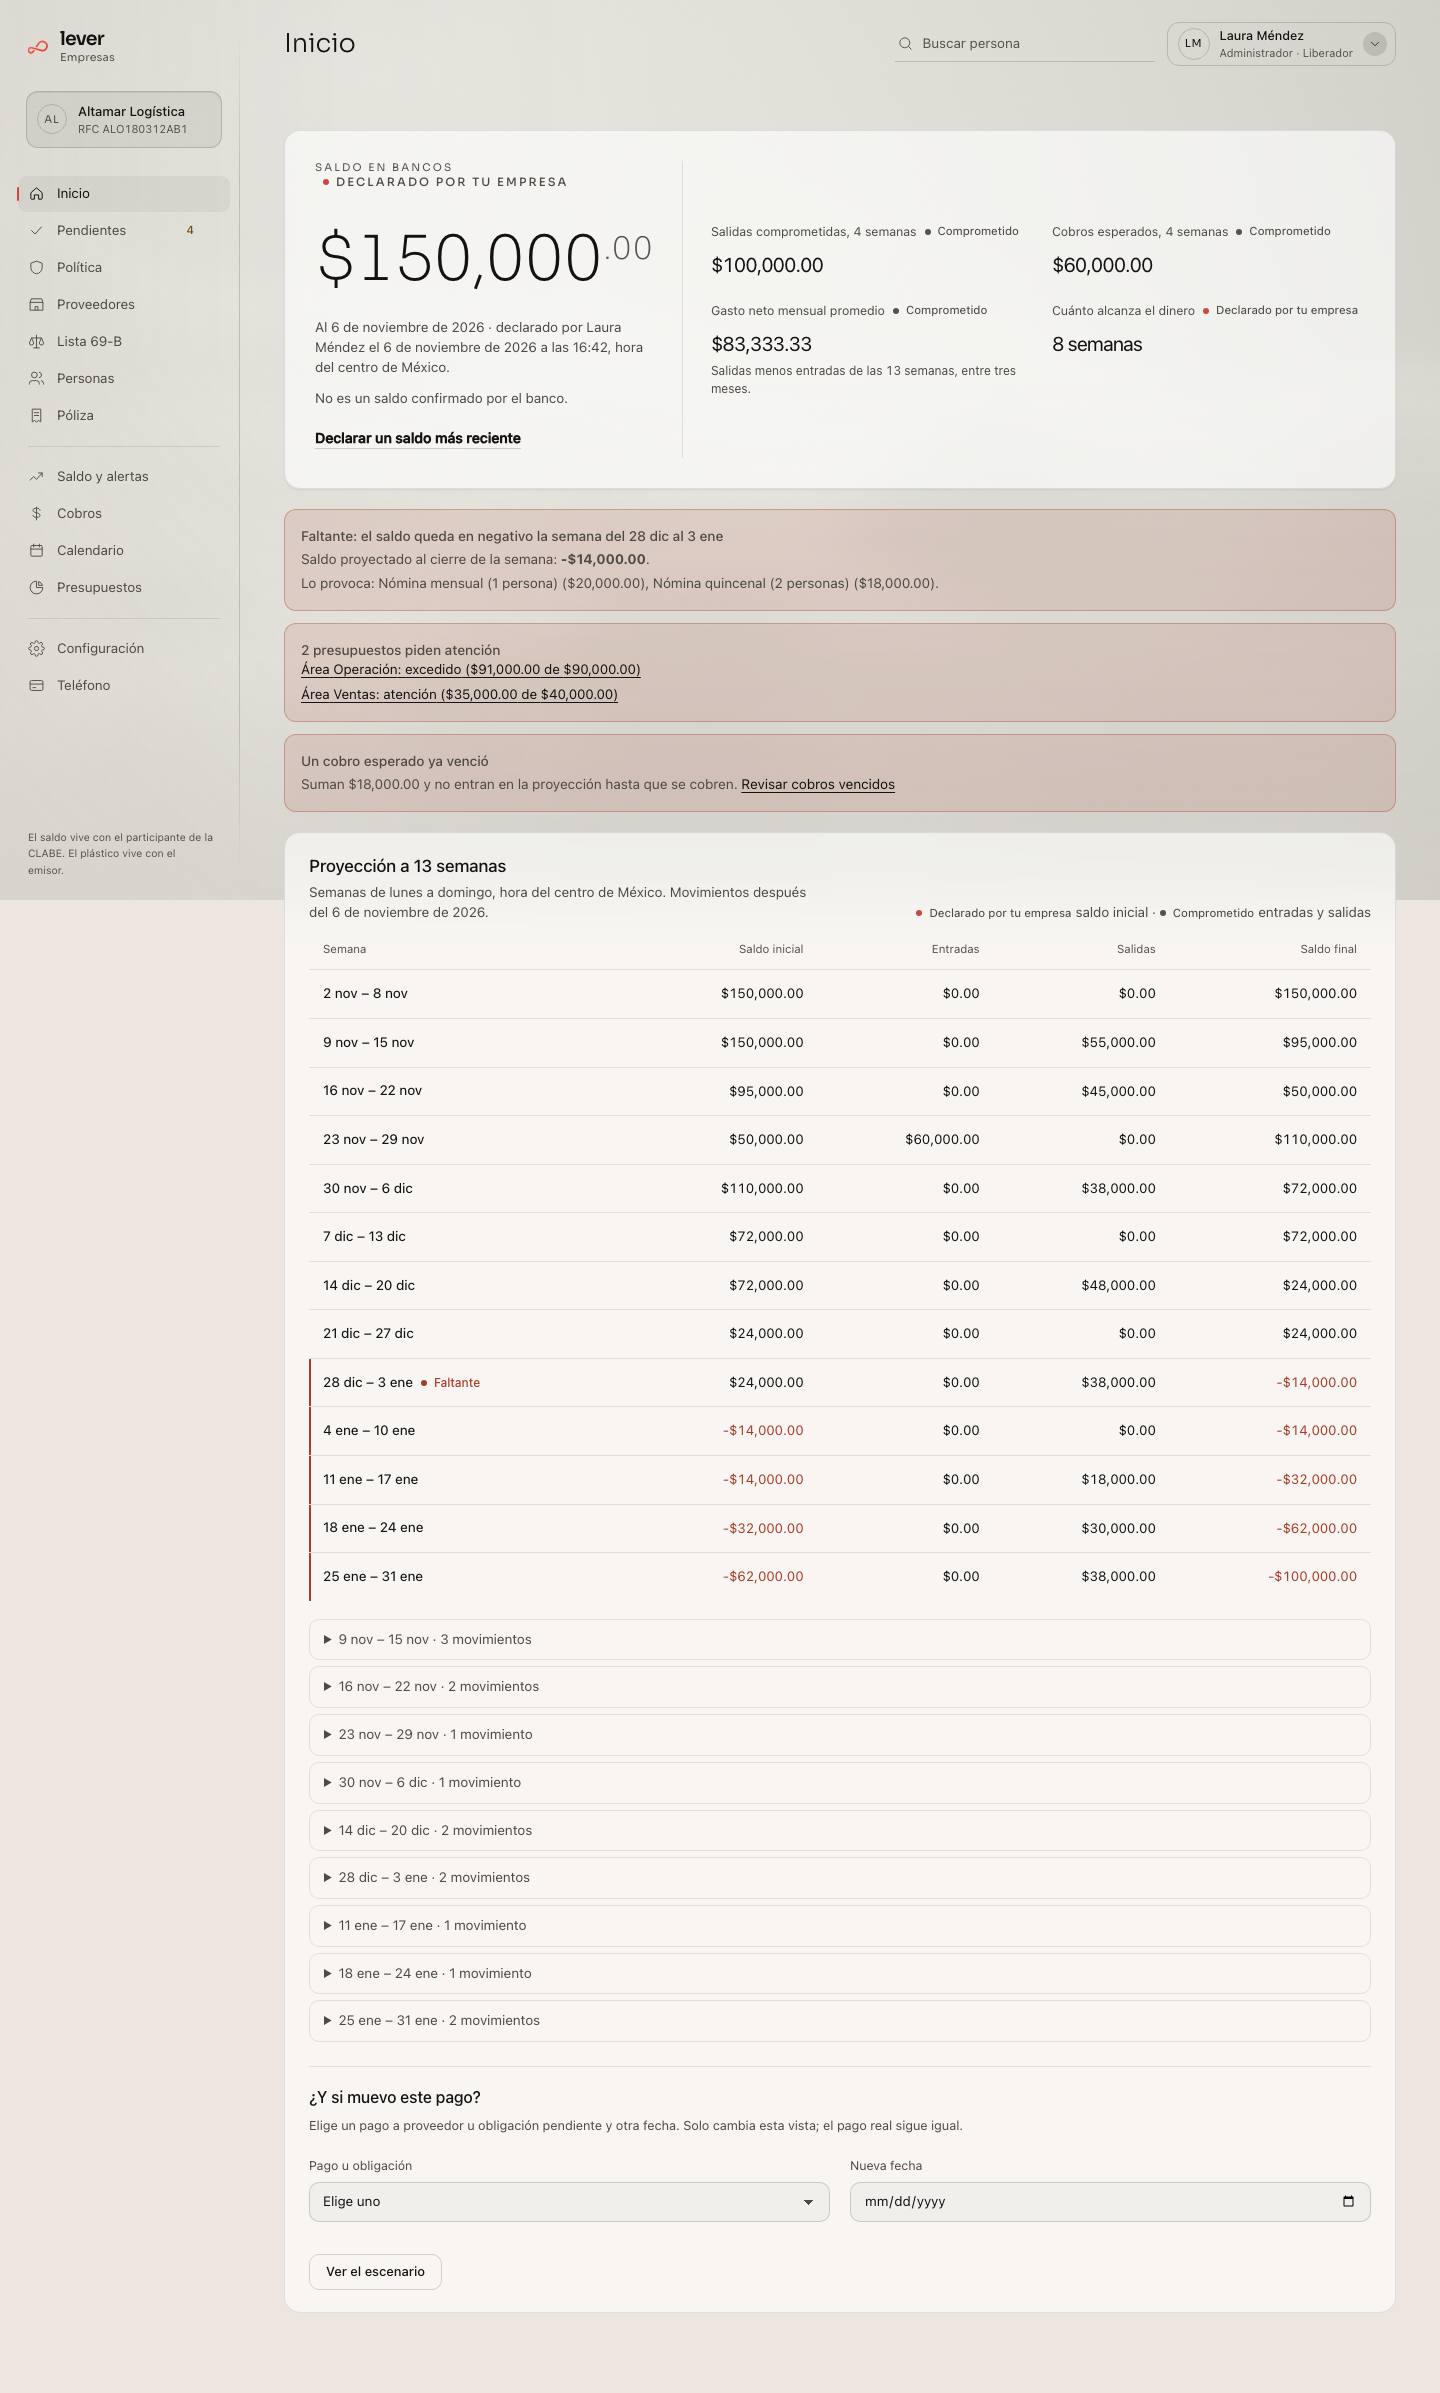 lever
Empresas
AL
Altamar Logística
RFC ALO180312AB1
Inicio
Pendientes 4
Política
Proveedores
Lista 69-B
Personas
Póliza
Saldo y alertas
Cobros
Calendario
Presupuestos
Configuración
Teléfono
El saldo vive con el participante de la
CLABE. El plástico vive con el
emisor.
Inicio
Buscar persona
LM
Laura Méndez
Administrador · Liberador
SALDO EN BANCOS
DECLARADO POR TU EMPRESA
$150,000.00
Al 6 de noviembre de 2026 · declarado por Laura
Méndez el 6 de noviembre de 2026 a las 16:42, hora
del centro de México.
No es un saldo confirmado por el banco.
Declarar un saldo más reciente
Salidas comprometidas, 4 semanas Comprometido
$100,000.00
Cobros esperados, 4 semanas Comprometido
$60,000.00
Gasto neto mensual promedio Comprometido
$83,333.33
Salidas menos entradas de las 13 semanas, entre tres
meses.
Cuánto alcanza el dinero Declarado por tu empresa
8 semanas
Faltante: el saldo queda en negativo la semana del 28 dic al 3 ene
Saldo proyectado al cierre de la semana: -$14,000.00.
Lo provoca: Nómina mensual (1 persona) ($20,000.00), Nómina quincenal (2 personas) ($18,000.00).
2 presupuestos piden atención
Área Operación: excedido ($91,000.00 de $90,000.00)
Área Ventas: atención ($35,000.00 de $40,000.00)
Un cobro esperado ya venció
Suman $18,000.00 y no entran en la proyección hasta que se cobren. Revisar cobros vencidos
Proyección a 13 semanas
Semanas de lunes a domingo, hora del centro de México. Movimientos después
del 6 de noviembre de 2026.
Declarado por tu empresa saldo inicial · Comprometido entradas y salidas
Semana Saldo inicial Entradas Salidas Saldo final
2 nov – 8 nov $150,000.00 $0.00 $0.00 $150,000.00
9 nov – 15 nov $150,000.00 $0.00 $55,000.00 $95,000.00
16 nov – 22 nov $95,000.00 $0.00 $45,000.00 $50,000.00
23 nov – 29 nov $50,000.00 $60,000.00 $0.00 $110,000.00
30 nov – 6 dic $110,000.00 $0.00 $38,000.00 $72,000.00
7 dic – 13 dic $72,000.00 $0.00 $0.00 $72,000.00
14 dic – 20 dic $72,000.00 $0.00 $48,000.00 $24,000.00
21 dic – 27 dic $24,000.00 $0.00 $0.00 $24,000.00
28 dic – 3 ene Faltante $24,000.00 $0.00 $38,000.00 -$14,000.00
4 ene – 10 ene -$14,000.00 $0.00 $0.00 -$14,000.00
11 ene – 17 ene -$14,000.00 $0.00 $18,000.00 -$32,000.00
18 ene – 24 ene -$32,000.00 $0.00 $30,000.00 -$62,000.00
25 ene – 31 ene -$62,000.00 $0.00 $38,000.00 -$100,000.00
9 nov – 15 nov · 3 movimientos
16 nov – 22 nov · 2 movimientos
23 nov – 29 nov · 1 movimiento
30 nov – 6 dic · 1 movimiento
14 dic – 20 dic · 2 movimientos
28 dic – 3 ene · 2 movimientos
11 ene – 17 ene · 1 movimiento
18 ene – 24 ene · 1 movimiento
25 ene – 31 ene · 2 movimientos
¿Y si muevo este pago?
Elige un pago a proveedor u obligación pendiente y otra fecha. Solo cambia esta vista; el pago real sigue igual.
Pago u obligación
Elige uno
Nueva fecha
mm/dd/yyyy
Ver el escenario